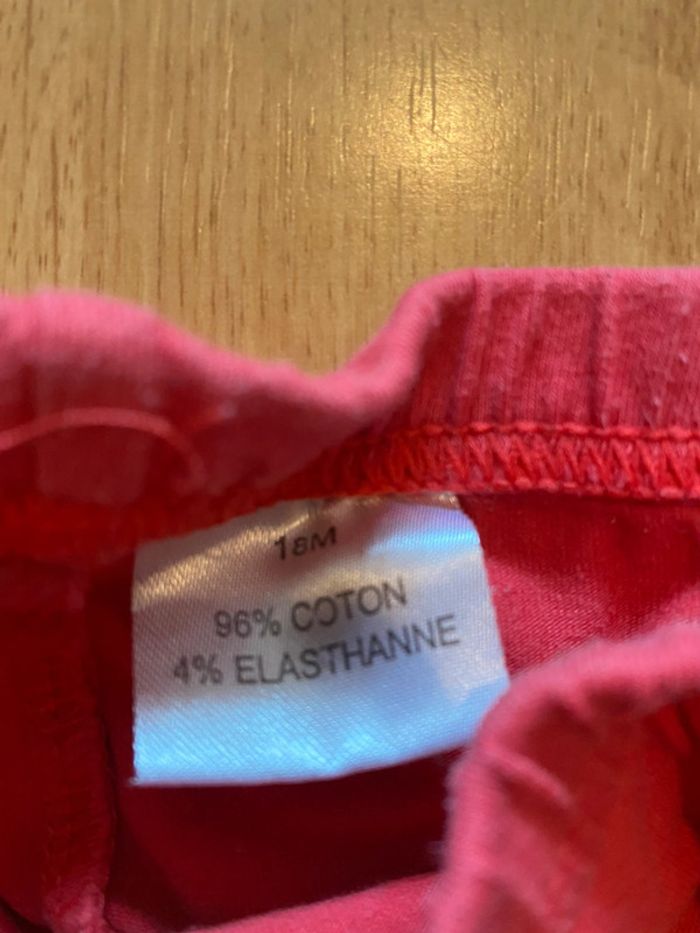 18M
96% COTON
4% ELASTHANNE